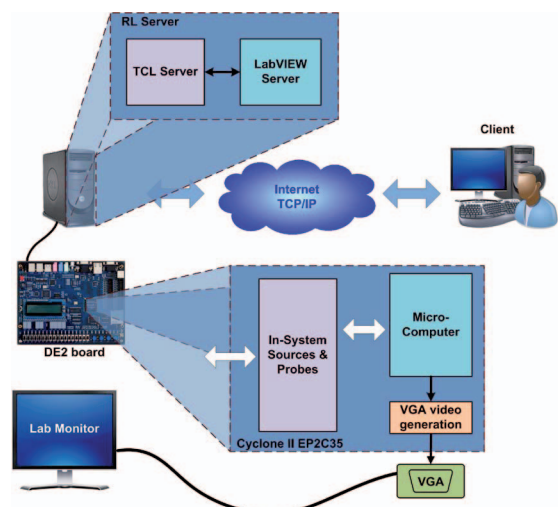 RL Server
TCL Server
LabVIEW
Server
Client
Internet
TCP/IP
DE2 board
In-System
Sources &
Probes
Micro-
Computer
VGA video
generation
Cyclone II EP2C35
Lab Monitor
VGA